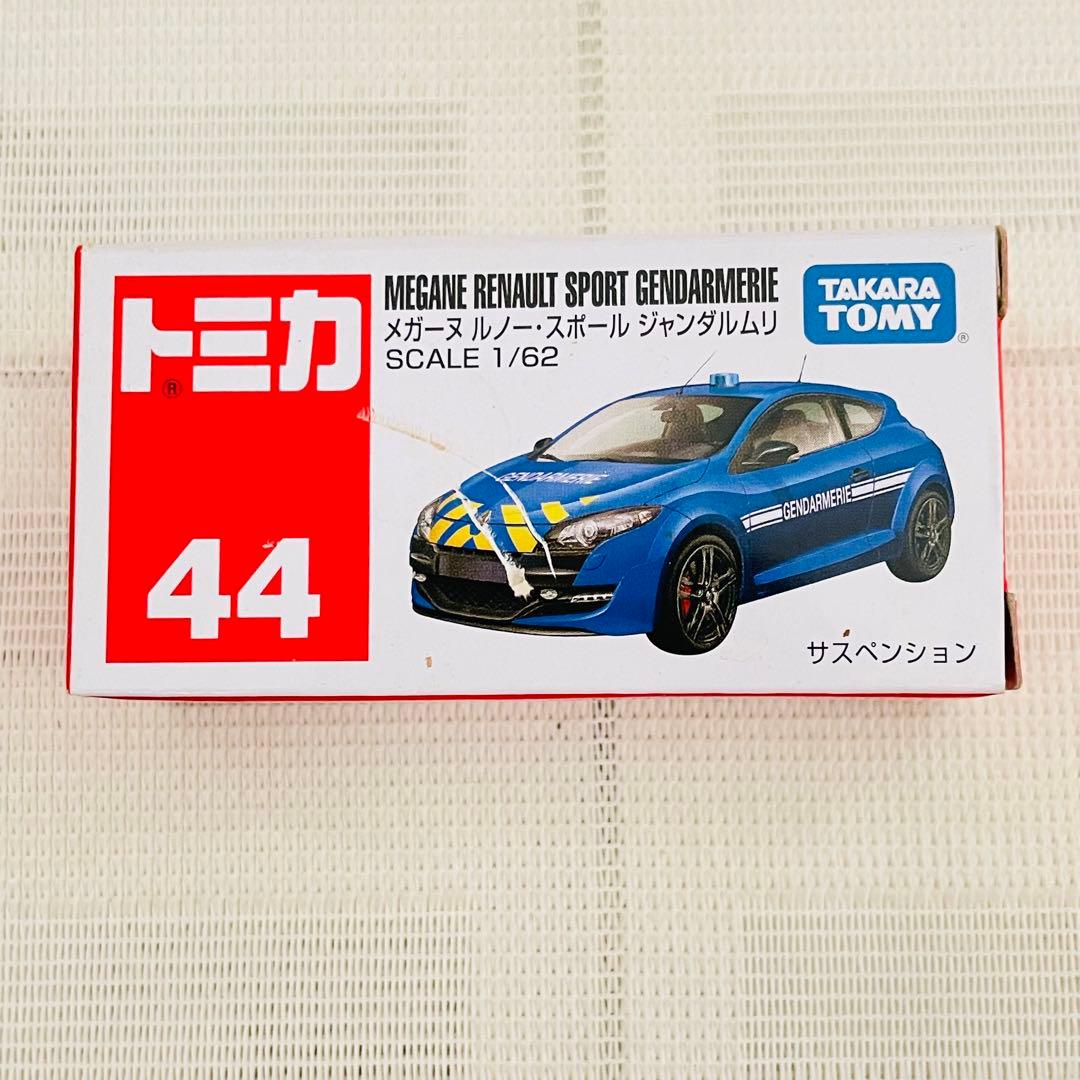 トミカ
®
44
MEGANE RENAULT SPORT GENDARMERIE
メガーヌ ルノー・スポール ジャンダルムリ
SCALE 1/62
TAKARA
TOMY
®
GENDARMERIE
GENDARMERIE
サスペンション